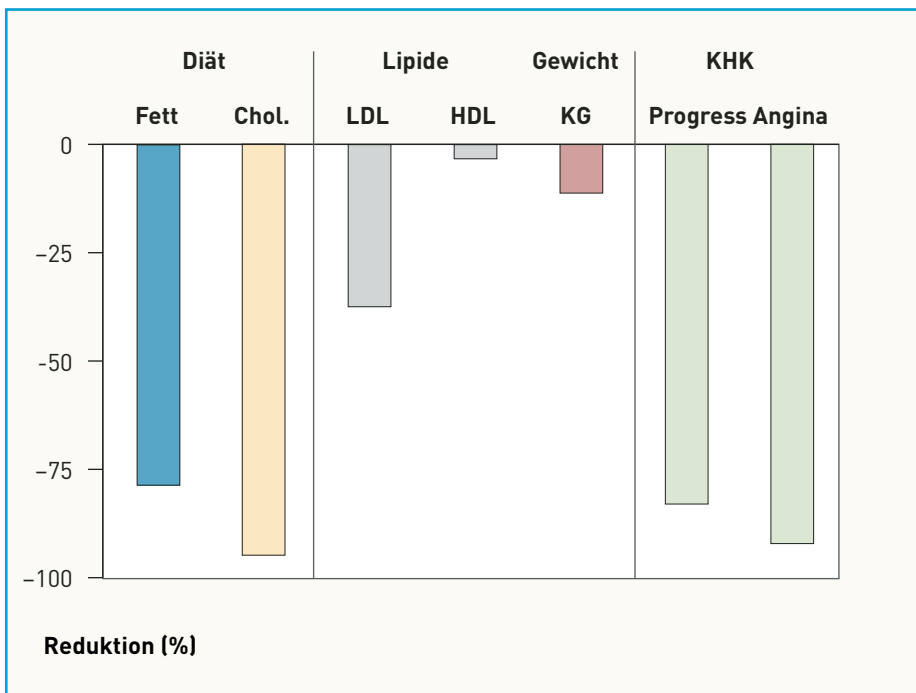 Diät Lipide Gewicht KHK
Fett Chol. LDL HDL KG Progress Angina
0
–25
-50
–75
–100
Reduktion (%)